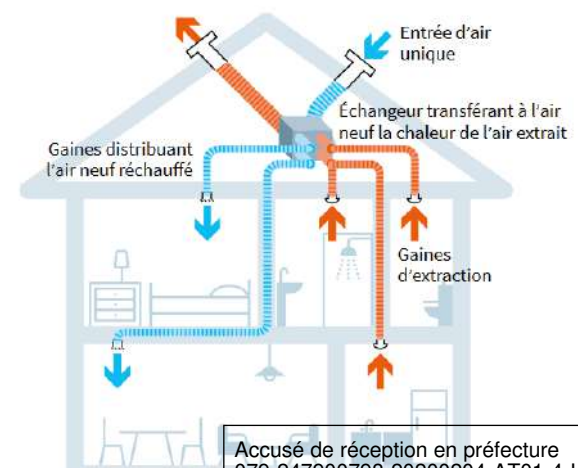 Entrée d'air
unique
Échangeur transférant à l'air
neuf la chaleur de l'air extrait
Gaines distribuant
l'air neuf réchauffé
Gaines
d'extraction
Accusé de réception en préfecture